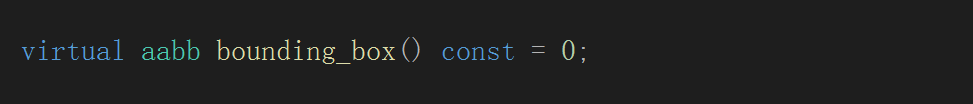 virtual aabb bounding_box() const = 0;